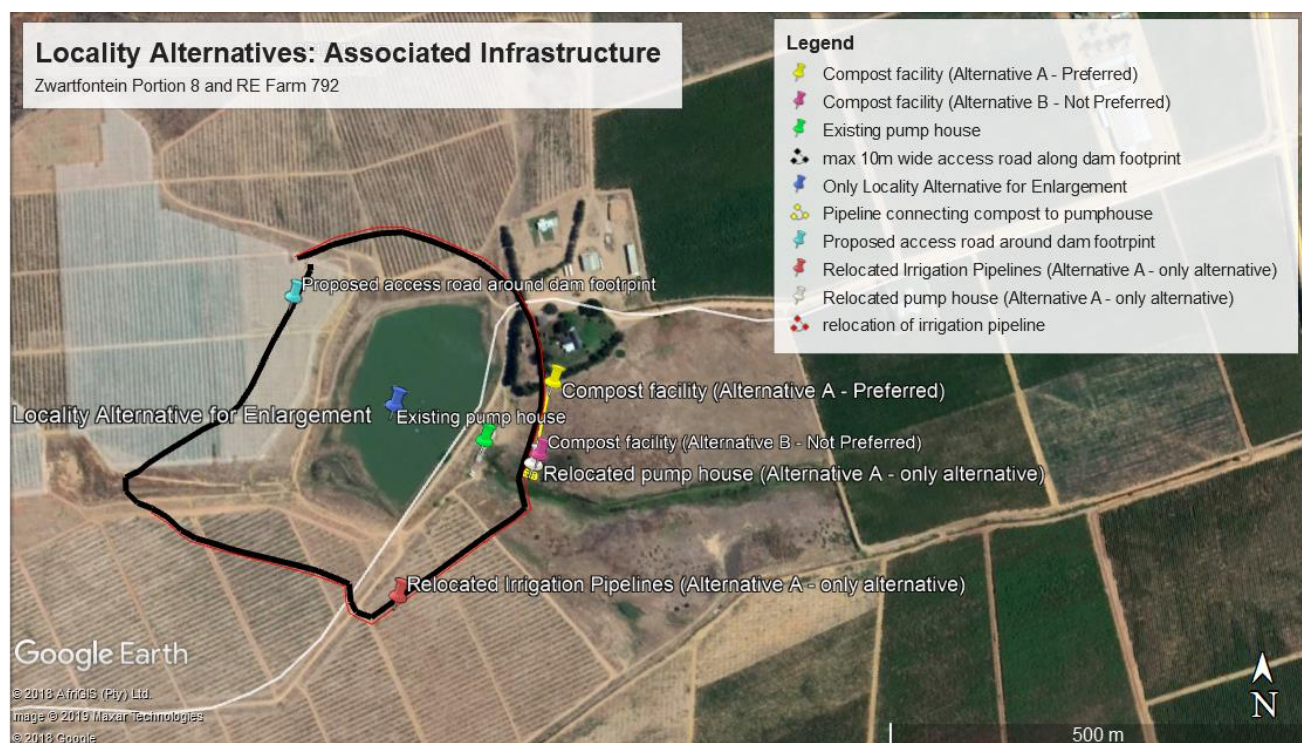 Locality Alternatives: Associated Infrastructure
Zwartfontein Portion 8 and RE Farm 792
Legend
Compost facility (Alternative A - Preferred)
Compost facility (Alternative B - Not Preferred)
Existing pump house
max 10m wide access road along dam footprint
Only Locality Alternative for Enlargement
Pipeline connecting compost to pumphouse
Proposed access road around dam footrpint
Relocated Irrigation Pipelines (Alternative A - only alternative)
Relocated pump house (Alternative A - only alternative)
relocation of irrigation pipeline
Proposed access road around dam footrpint
Compost facility (Alternative A - Preferred)
Locality Alternative for Enlargement
Existing pump house
Compost facility (Alternative B - Not Preferred)
Relocated pump house (Alternative A - only alternative)
Relocated Irrigation Pipelines (Alternative A - only alternative)
Google Earth
© 2018 AfriGIS (Pty) Ltd.
Image © 2019 Maxar Technologies
© 2018 Google
N
500 m